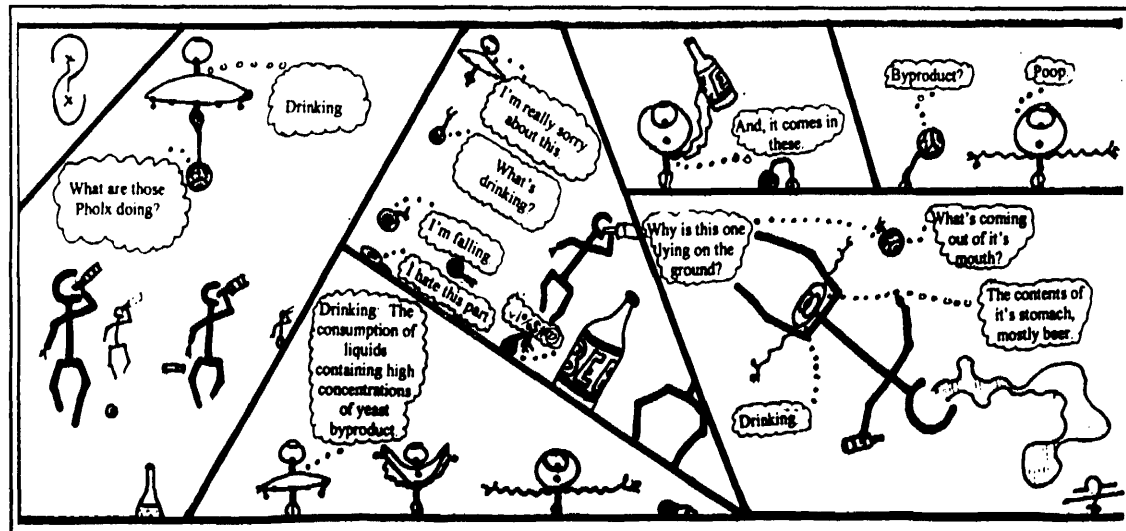 Drinking
What are those
Pholx doing?
I'm really sorry
about this.
What's
drinking?
I'm falling
I hate this part
BEE
Drinking: The
consumption of
liquids
containing high
concentrations
of yeast
byproduct.
And, it comes in
these.
Byproduct?
Poop.
Why is this one
lying on the
ground?
What's coming
out of it's
mouth?
The contents of
it's stomach,
mostly beer.
Drinking.